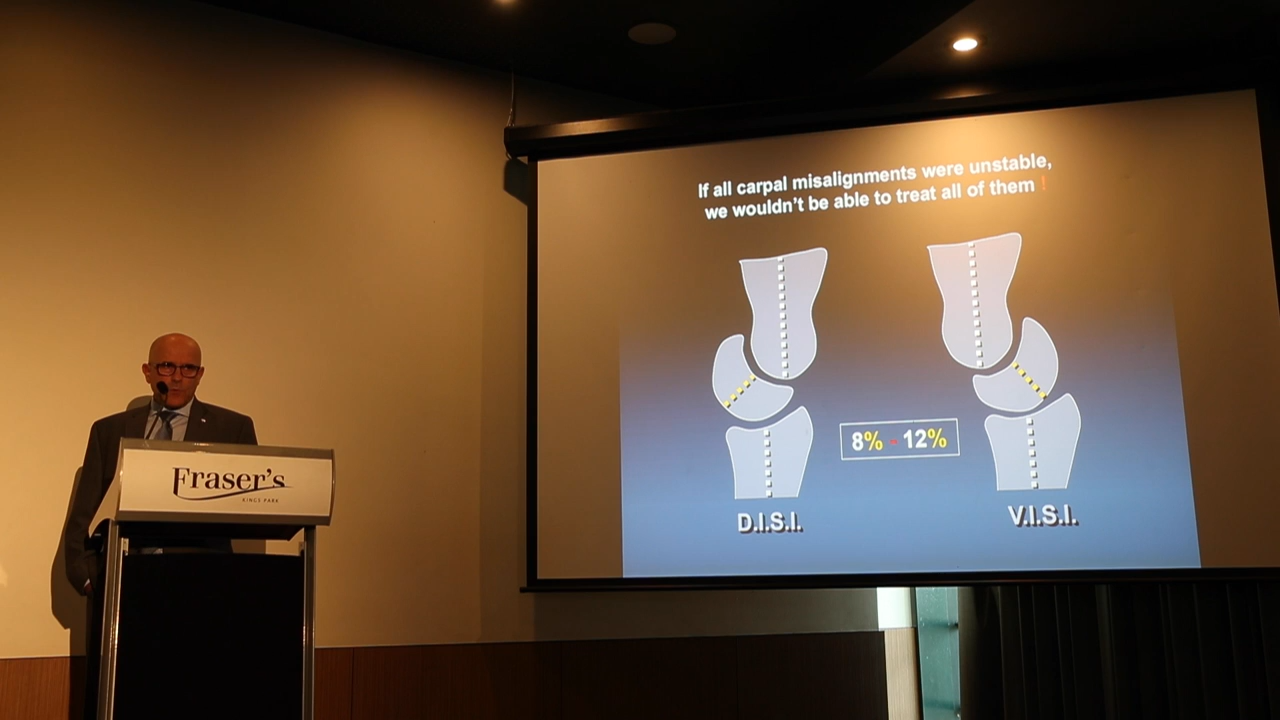 If all carpal misalignments were unstable,
we wouldn't be able to treat all of them !
8% - 12%
D.I.S.I.
V.I.S.I.
Fraser's
KINGS PARK